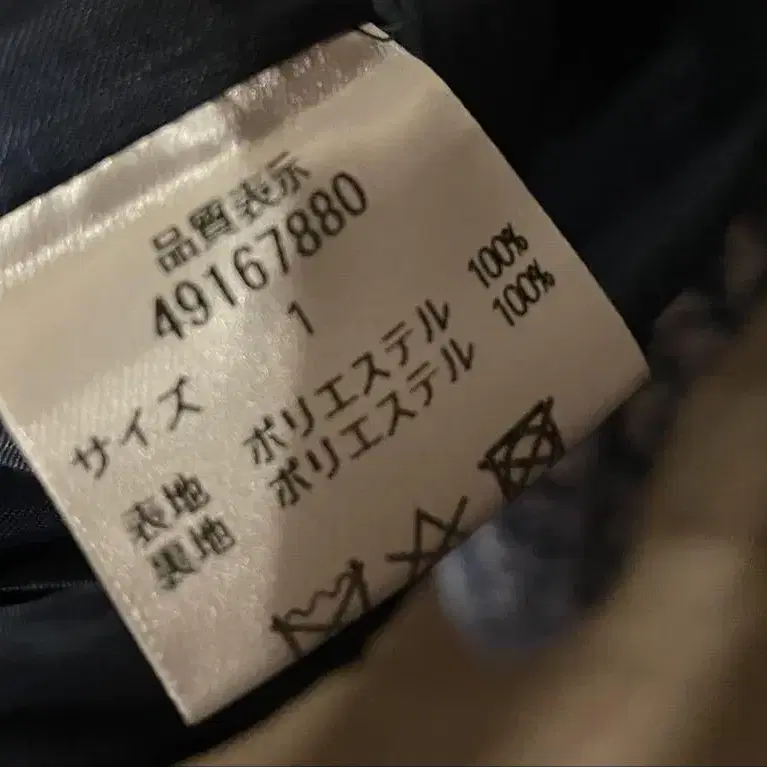 品質表示
49167880
サイズ 1
表地 ポリエステル 100%
裏地 ポリエステル 100%